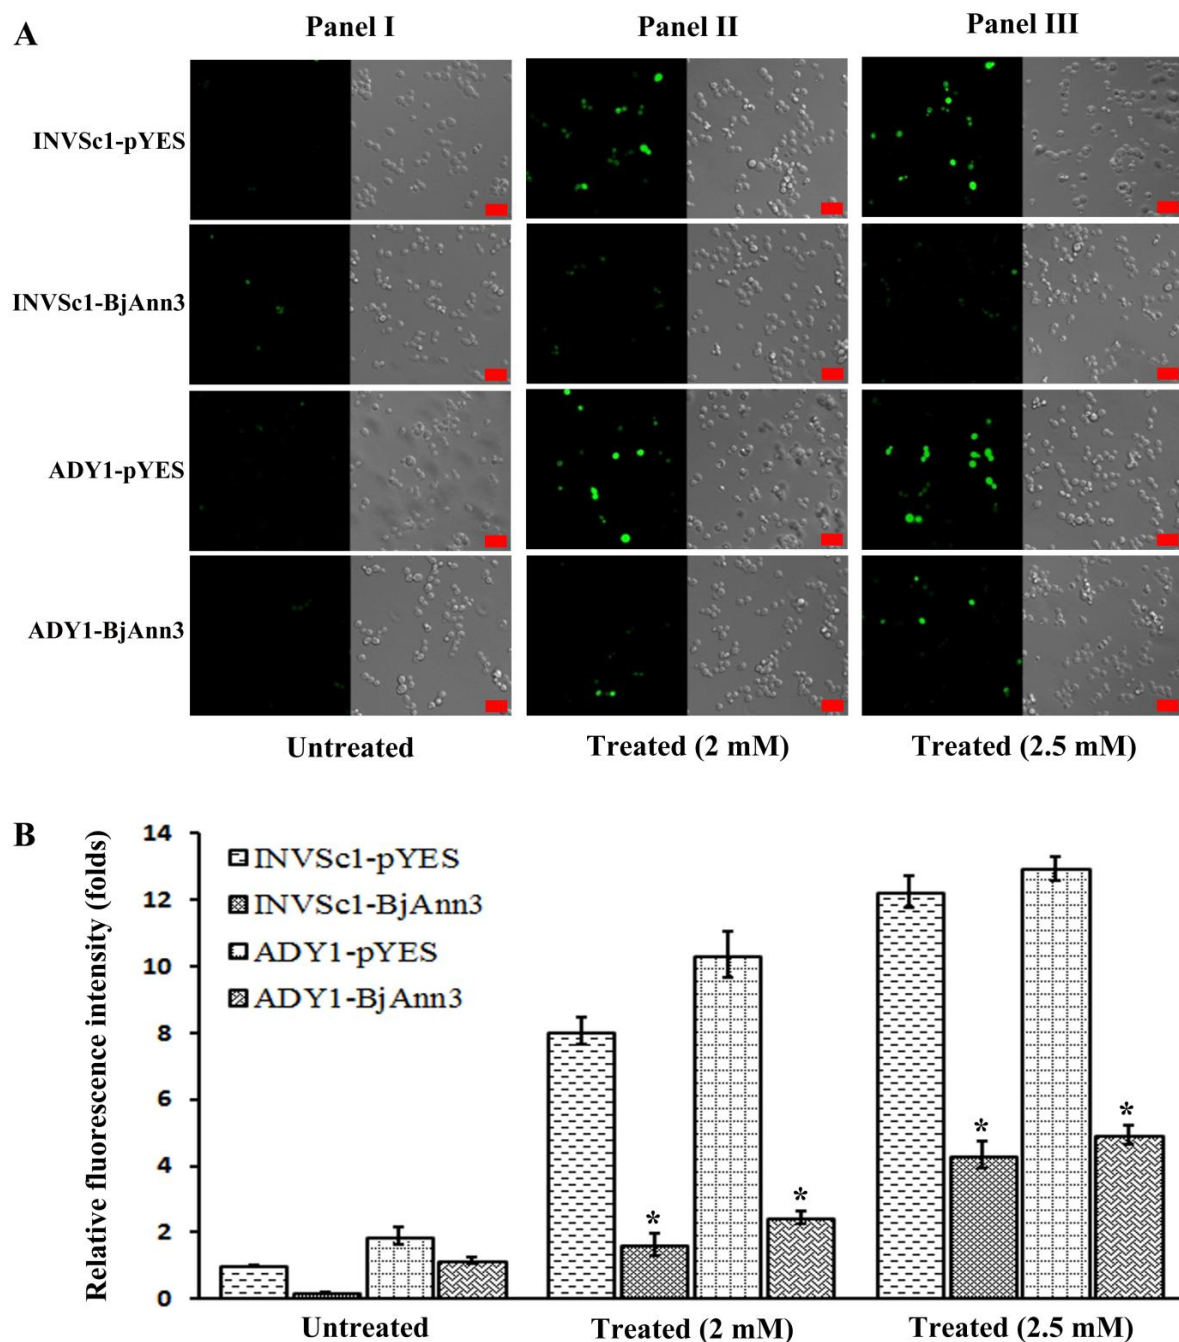 A
Panel I
Panel II
Panel III
INVSc1-pYES
INVSc1-BjAnn3
ADY1-pYES
ADY1-BjAnn3
Untreated
Treated (2 mM)
Treated (2.5 mM)
B
Relative fluorescence intensity (folds)
14
12
10
8
6
4
2
0
INVSc1-pYES
INVSc1-BjAnn3
ADY1-pYES
ADY1-BjAnn3
*
*
*
*
Untreated
Treated (2 mM)
Treated (2.5 mM)